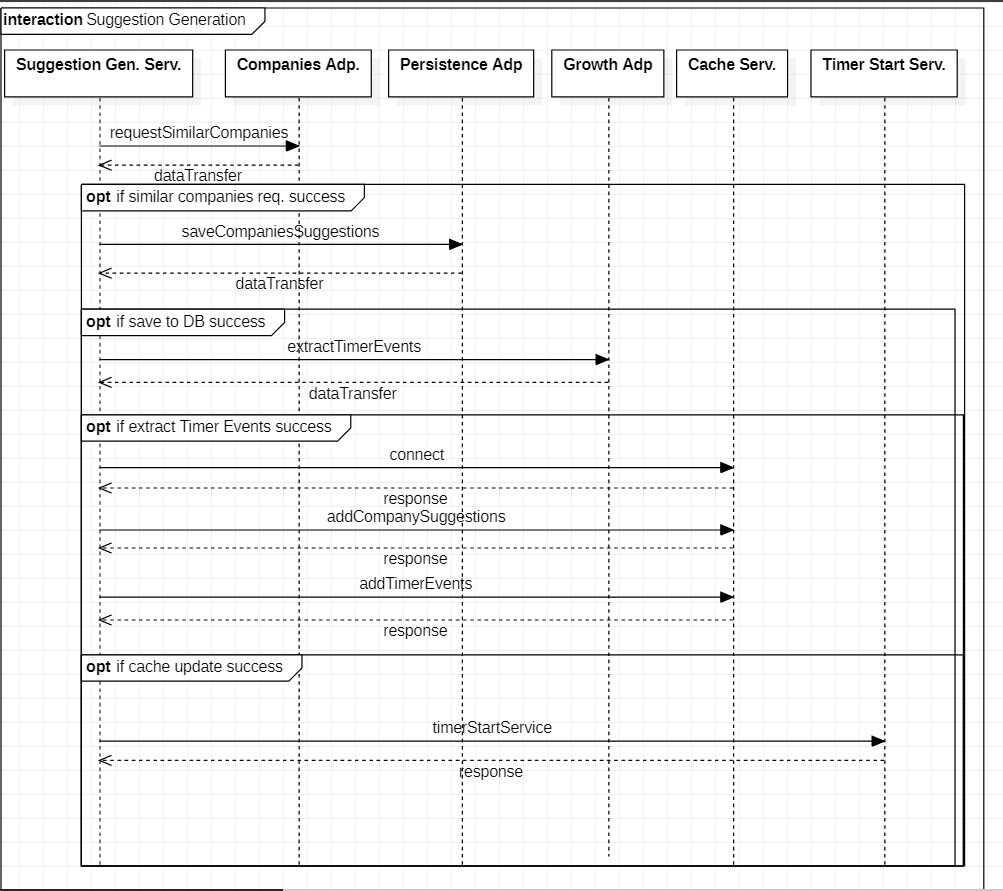 interaction Suggestion Generation
Suggestion Gen. Serv.
Companies Adp.
Persistence Adp
Growth Adp
Cache Serv.
Timer Start Serv.
requestSimilarCompanies
dataTransfer
opt if similar companies req. success
saveCompaniesSuggestions
dataTransfer
opt if save to DB success
extractTimerEvents
dataTransfer
opt if extract Timer Events success
connect
response
addCompanySuggestions
response
addTimerEvents
response
opt if cache update success
timerStartService
response